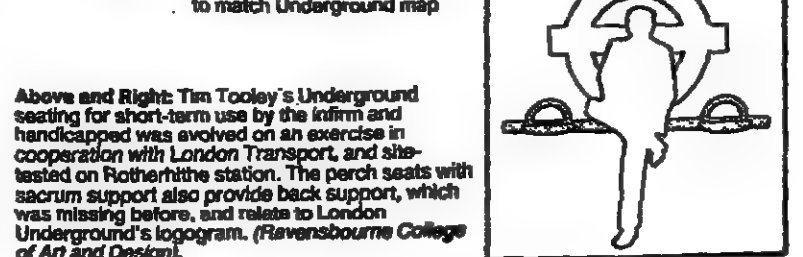 to match Underground map
Above and Right: Tim Tooley's Underground
seating for short-term use by the infirm and
handicapped was evolved on an exercise in
cooperation with London Transport, and site-
tested on Rotherhithe station. The perch seats with
sacrum support also provide back support, which
was missing before, and relate to London
Underground's logogram. (Ravensbourne College
of Art and Design).